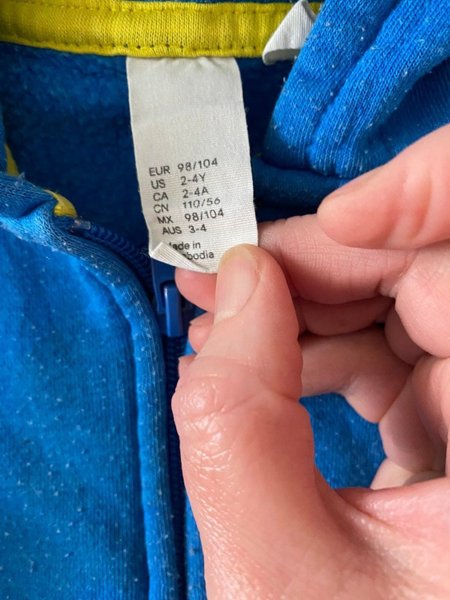 EUR 98/104
US 2-4Y
CA 2-4A
CN 110/56
MX 98/104
AUS 3-4
ade in
bodia